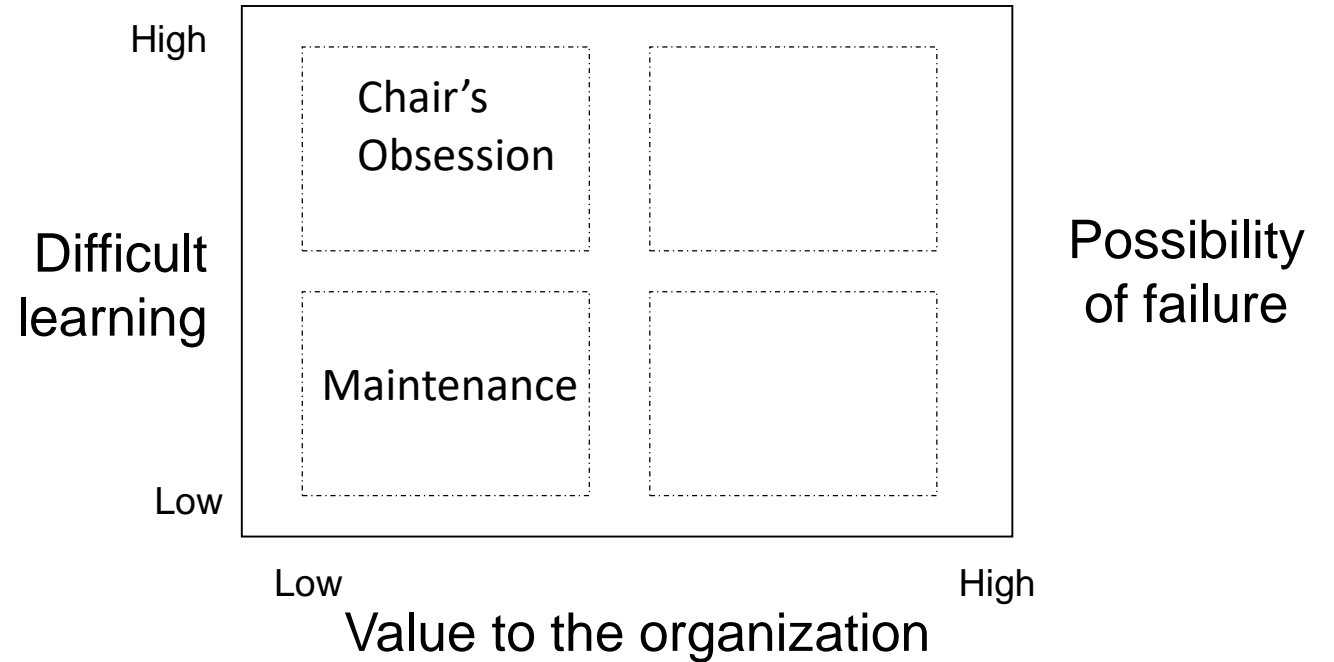 High
Chair’s
Obsession
Difficult
learning
Possibility
of failure
Maintenance
Low
Low
High
Value to the organization